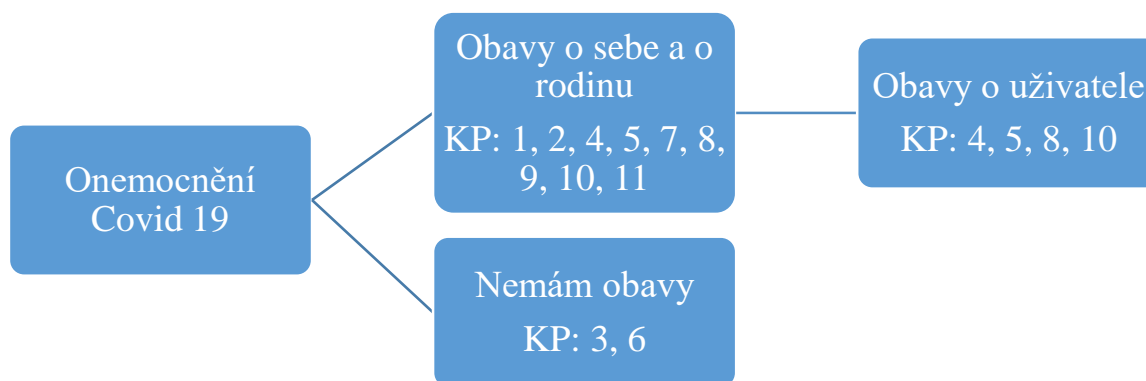 Onemocnění
Covid 19
Obavy o sebe a o
rodinu
KP: 1, 2, 4, 5, 7, 8,
9, 10, 11
Obavy o uživatele
KP: 4, 5, 8, 10
Nemám obavy
KP: 3, 6